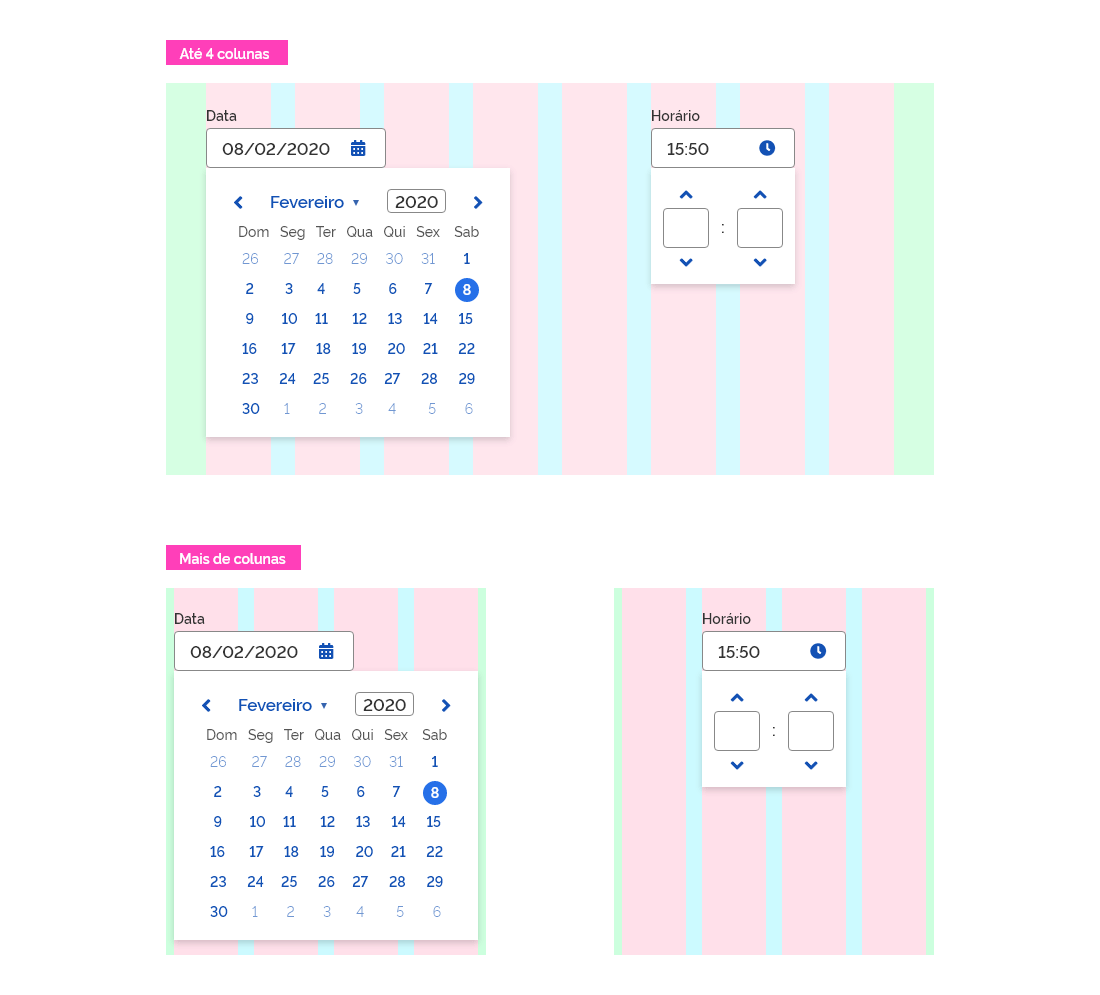 Até 4 colunas
Data
Horário
08/02/2020
15:50
Fevereiro ▾ 2020
Dom Seg Ter Qua Qui Sex Sab
:
26 27 28 29 30 31 1
2 3 4 5 6 7 8
9 10 11 12 13 14 15
16 17 18 19 20 21 22
23 24 25 26 27 28 29
30 1 2 3 4 5 6
Mais de colunas
Data
Horário
08/02/2020
15:50
Fevereiro ▾ 2020
Dom Seg Ter Qua Qui Sex Sab
:
26 27 28 29 30 31 1
2 3 4 5 6 7 8
9 10 11 12 13 14 15
16 17 18 19 20 21 22
23 24 25 26 27 28 29
30 1 2 3 4 5 6